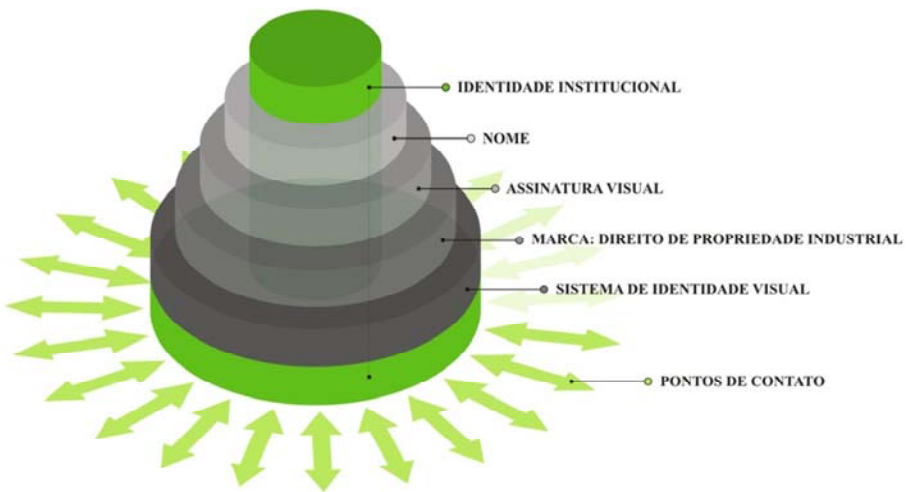 IDENTIDADE INSTITUCIONAL
NOME
ASSINATURA VISUAL
MARCA: DIREITO DE PROPRIEDADE INDUSTRIAL
SISTEMA DE IDENTIDADE VISUAL
PONTOS DE CONTATO